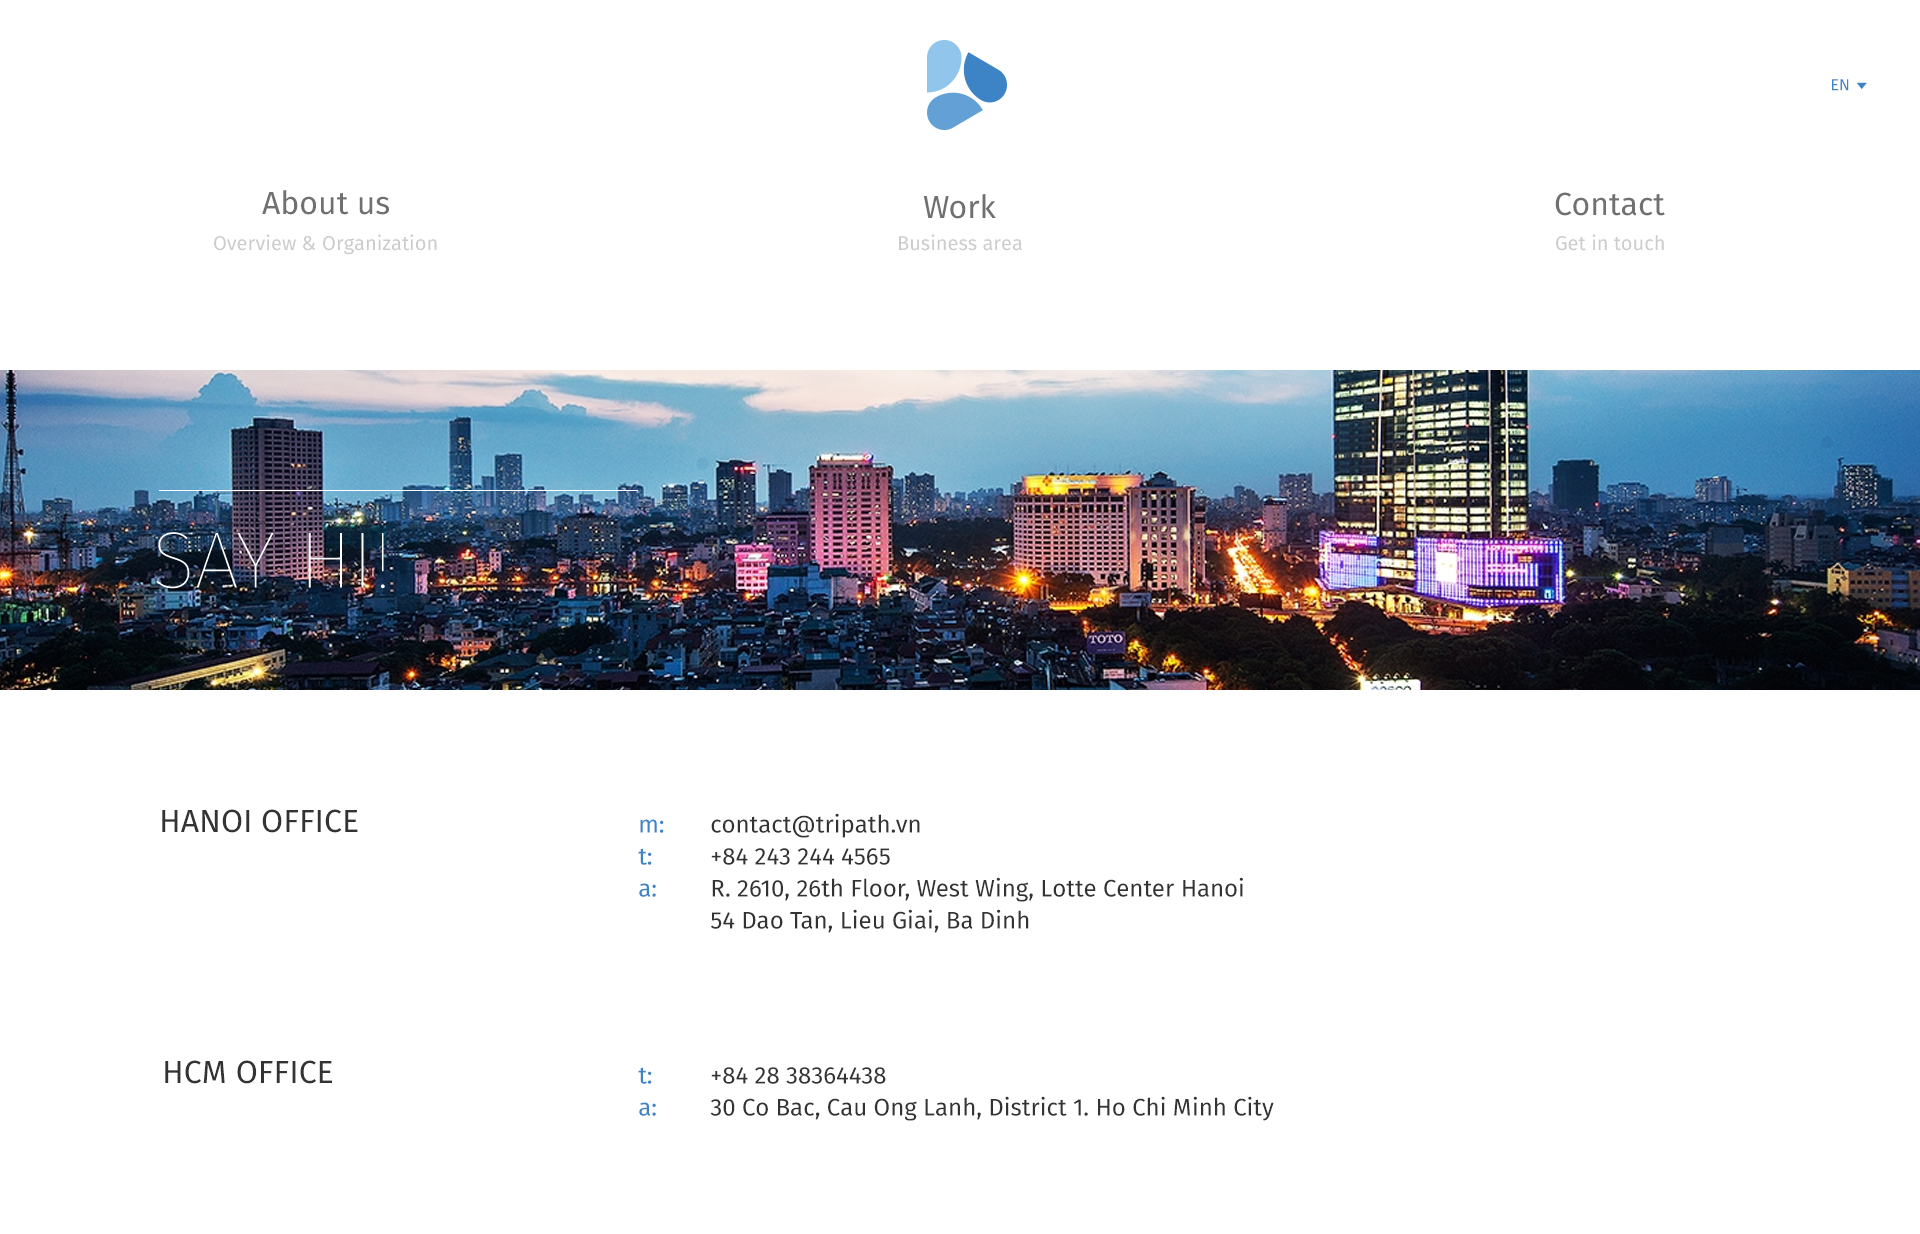 EN
About us
Work
Contact
Overview & Organization
Business area
Get in touch
SAY HI!
TOTO
HANOI OFFICE
m: contact@tripath.vn
t: +84 243 244 4565
a: R. 2610, 26th Floor, West Wing, Lotte Center Hanoi
54 Dao Tan, Lieu Giai, Ba Dinh
HCM OFFICE
t: +84 28 38364438
a: 30 Co Bac, Cau Ong Lanh, District 1. Ho Chi Minh City